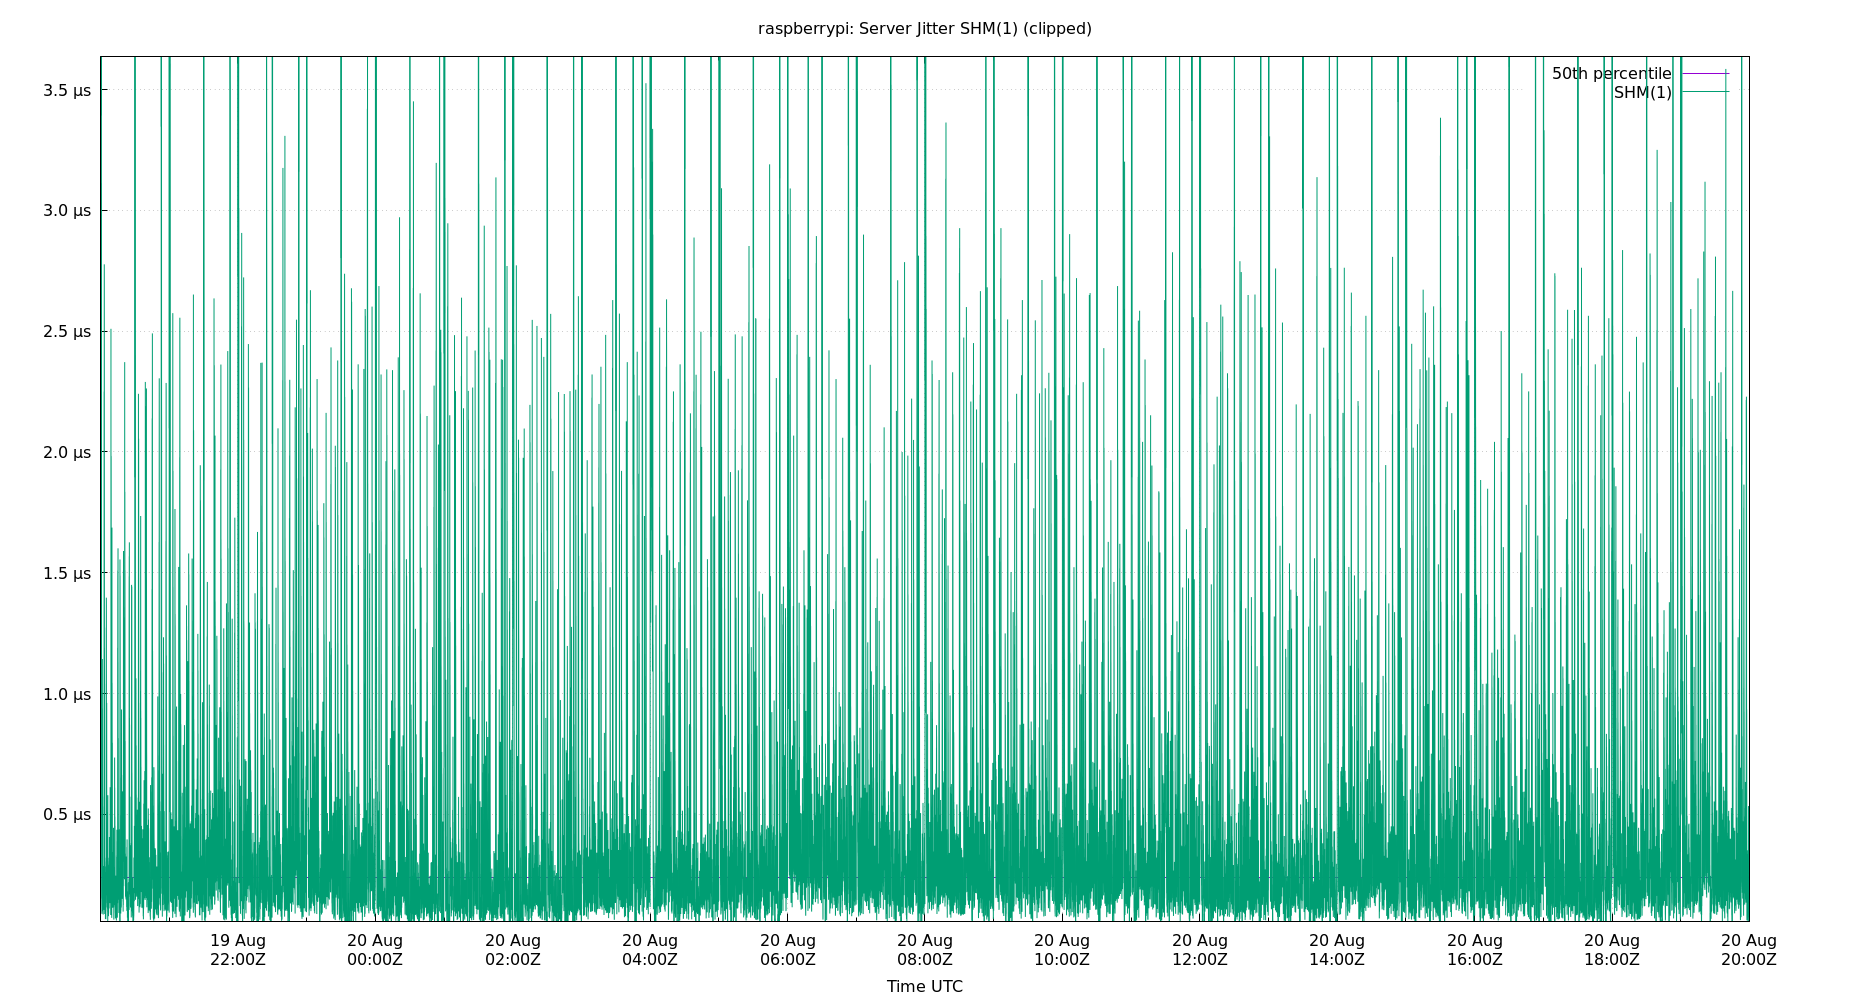 raspberrypi: Server Jitter SHM(1) (clipped)
50th percentile
SHM(1)
3.5 µs
3.0 µs
2.5 µs
2.0 µs
1.5 µs
1.0 µs
0.5 µs
19 Aug 20 Aug 20 Aug 20 Aug 20 Aug 20 Aug 20 Aug 20 Aug 20 Aug 20 Aug 20 Aug 20 Aug
22:00Z 00:00Z 02:00Z 04:00Z 06:00Z 08:00Z 10:00Z 12:00Z 14:00Z 16:00Z 18:00Z 20:00Z
Time UTC